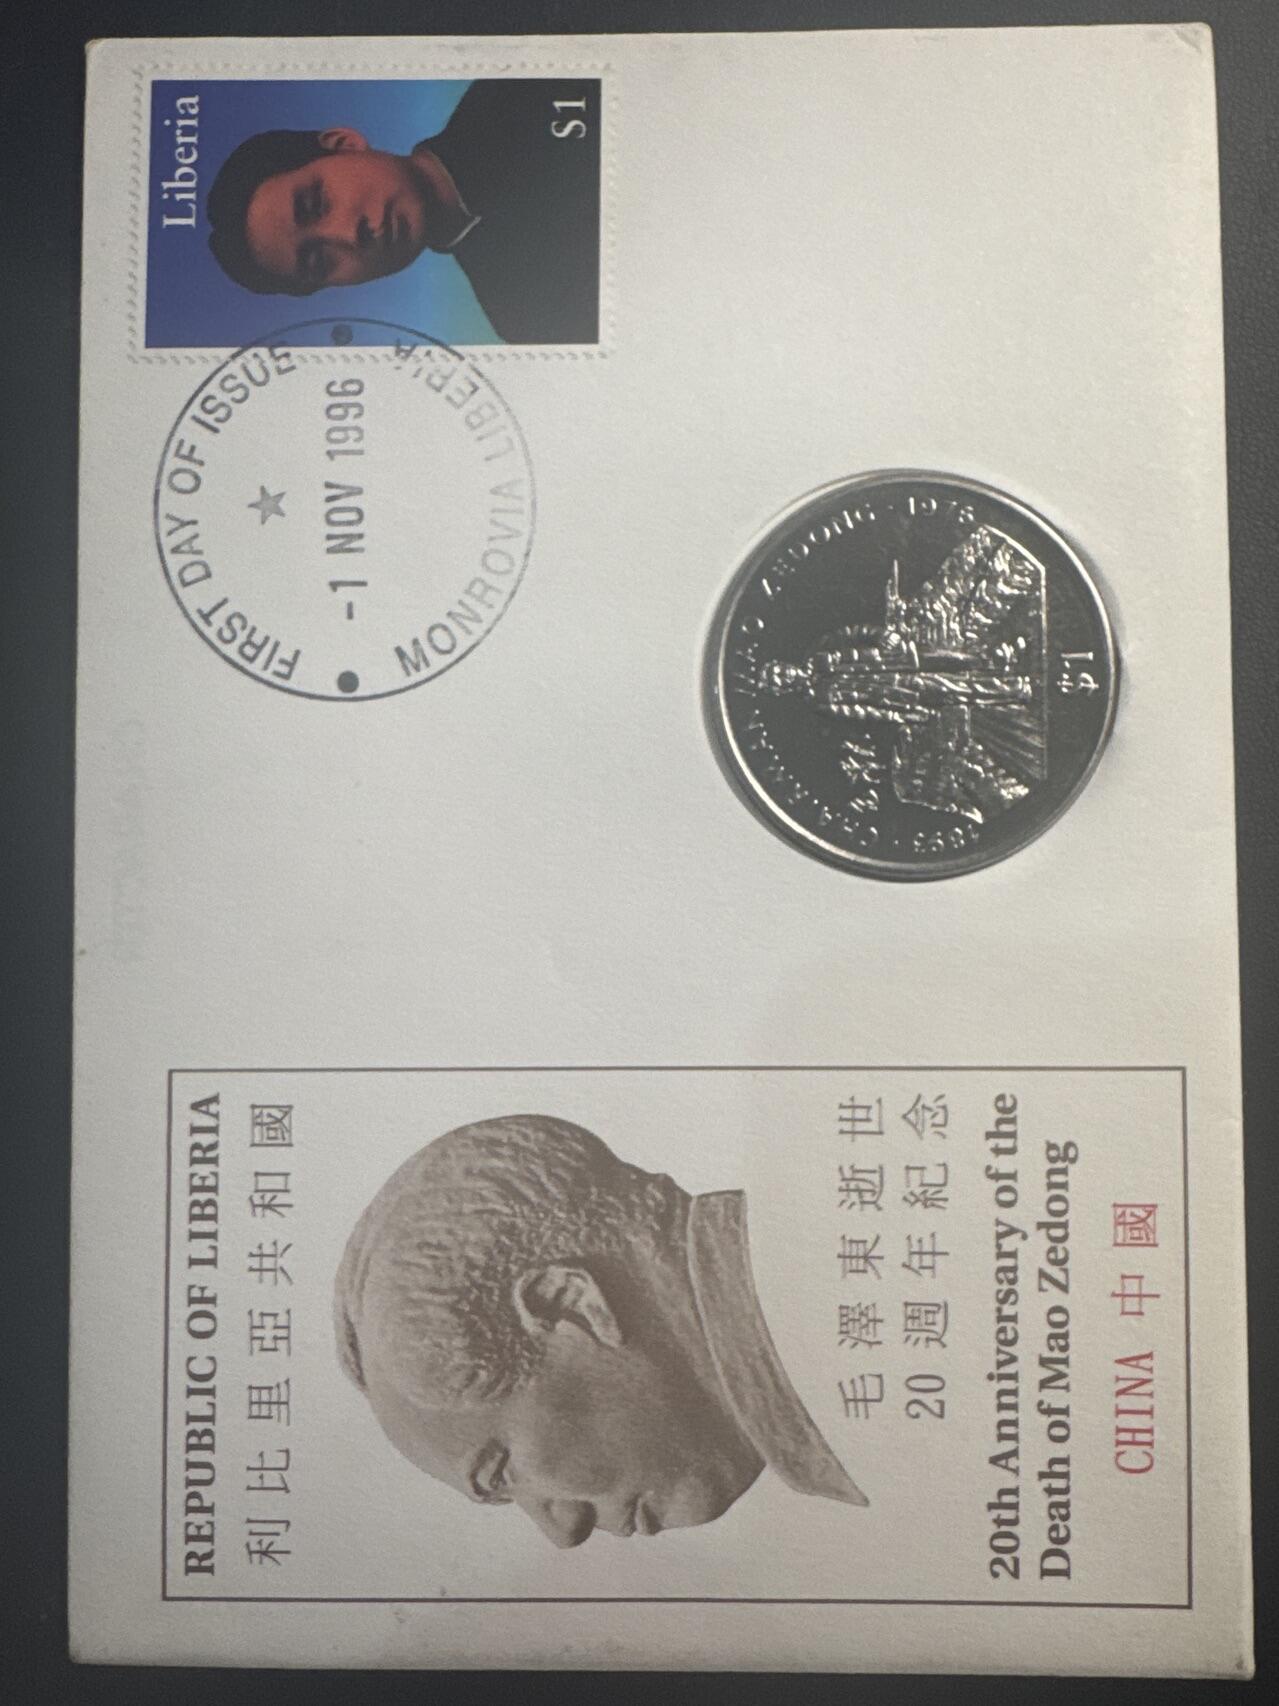 REPUBLIC OF LIBERIA
利比里亞共和國
毛澤東逝世
20週年紀念
20th Anniversary of the
Death of Mao Zedong
CHINA 中國
FIRST DAY OF ISSUE
-1 NOV 1996
MONROVIA LIBERIA
Liberia
$1
1893 · CHAIRMAN MAO ZEDONG · 1976
$1